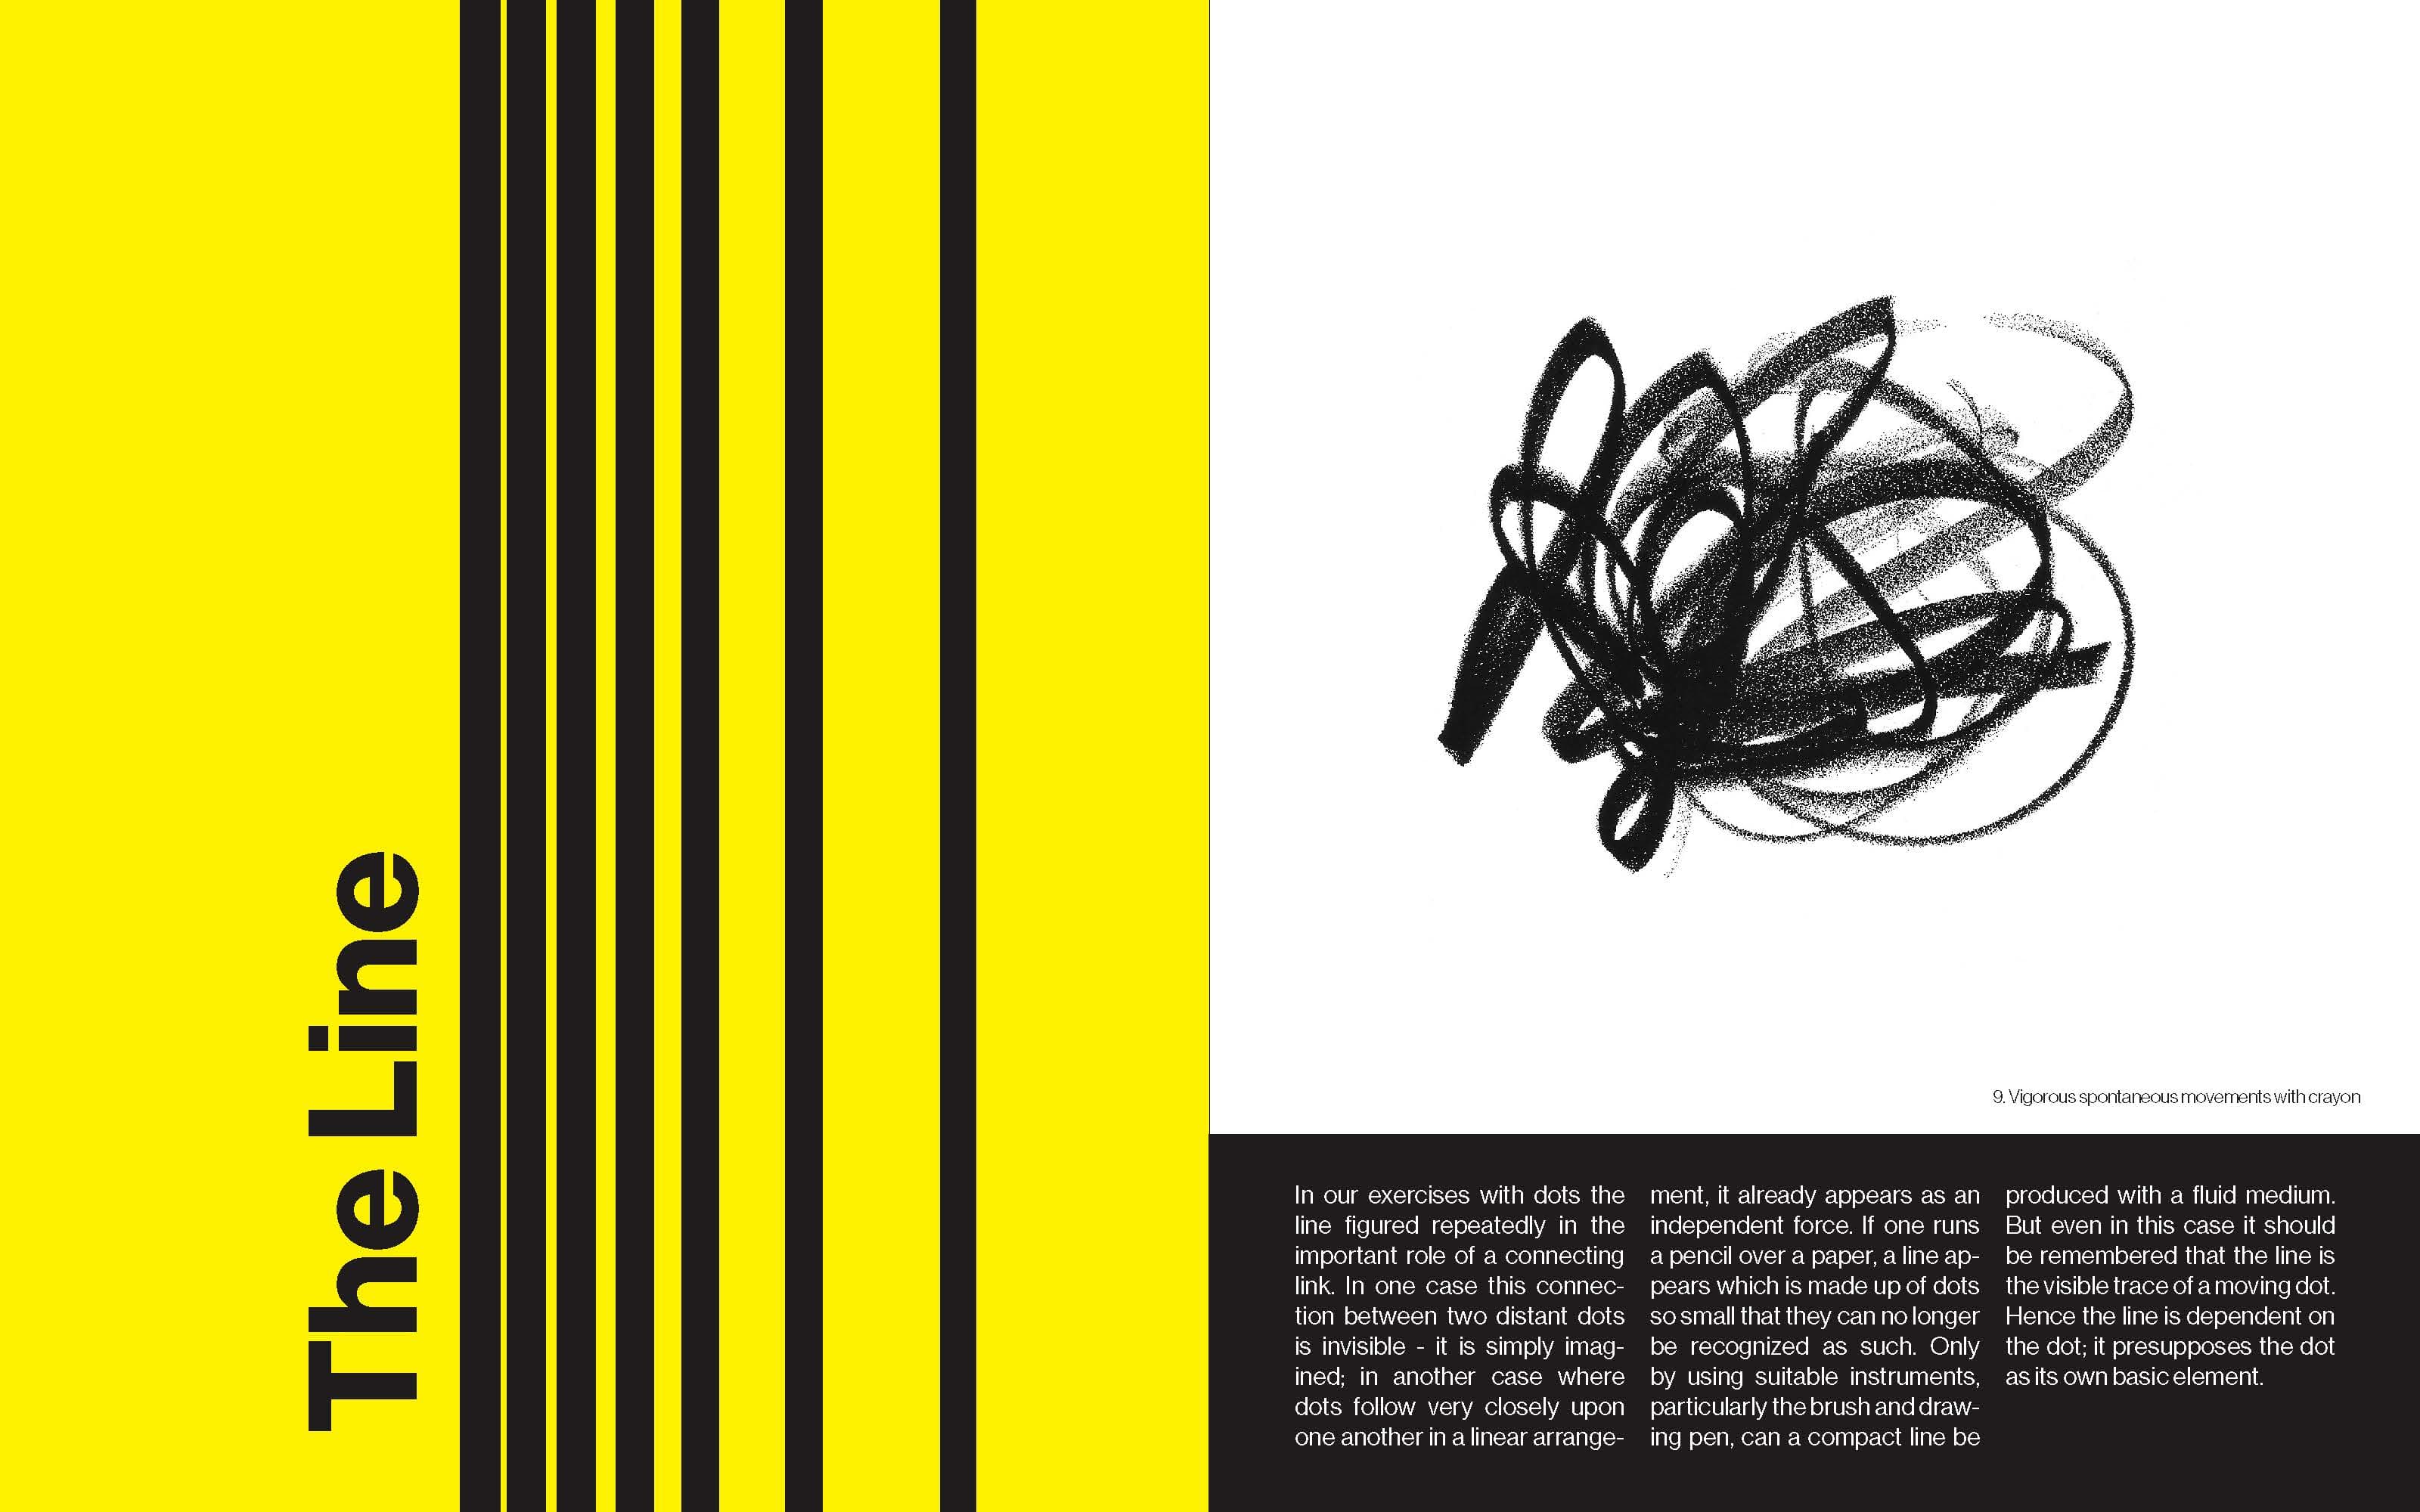 The Line
9. Vigorous spontaneous movements with crayon
In our exercises with dots the
line figured repeatedly in the
important role of a connecting
link. In one case this connec-
tion between two distant dots
is invisible - it is simply imag-
ined; in another case where
dots follow very closely upon
one another in a linear arrange-
ment, it already appears as an
independent force. If one runs
a pencil over a paper, a line ap-
pears which is made up of dots
so small that they can no longer
be recognized as such. Only
by using suitable instruments,
particularly the brush and draw-
ing pen, can a compact line be
produced with a fluid medium.
But even in this case it should
be remembered that the line is
the visible trace of a moving dot.
Hence the line is dependent on
the dot; it presupposes the dot
as its own basic element.